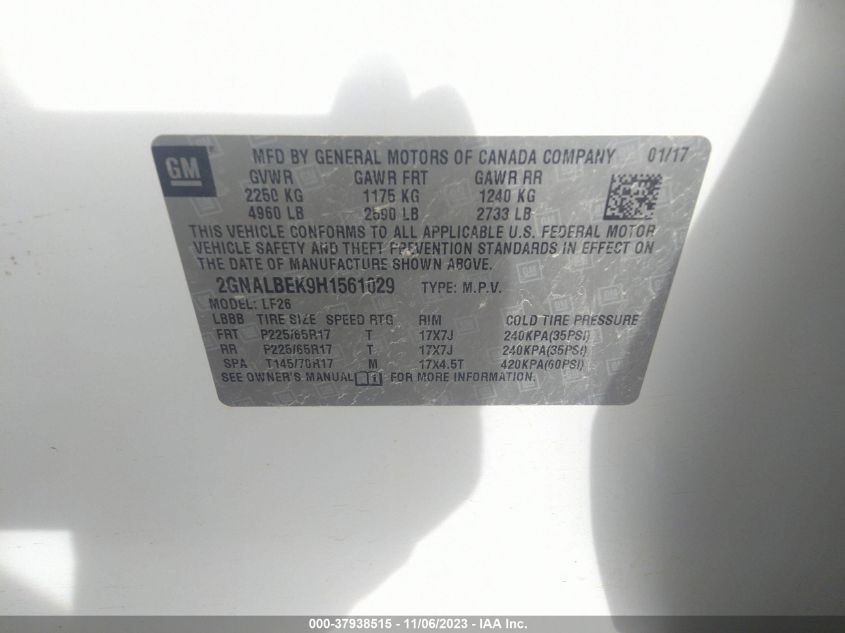 GM
MFD BY GENERAL MOTORS OF CANADA COMPANY 01/17
GVWR GAWR FRT GAWR RR
2250 KG 1175 KG 1240 KG
4960 LB 2590 LB 2733 LB
THIS VEHICLE CONFORMS TO ALL APPLICABLE U.S. FEDERAL MOTOR
VEHICLE SAFETY AND THEFT PREVENTION STANDARDS IN EFFECT ON
THE DATE OF MANUFACTURE SHOWN ABOVE.
2GNALBEK9H1561029 TYPE: M.P.V.
MODEL: LF26
LBBB TIRE SIZE SPEED RTG RIM COLD TIRE PRESSURE
FRT P225/65R17 T 17X7J 240KPA(35PSI)
RR P225/65R17 T 17X7J 240KPA(35PSI)
SPA T145/70R17 M 17X4.5T 420KPA(60PSI)
SEE OWNER'S MANUAL FOR MORE INFORMATION.
000-37938515 - 11/06/2023 - IAA Inc.